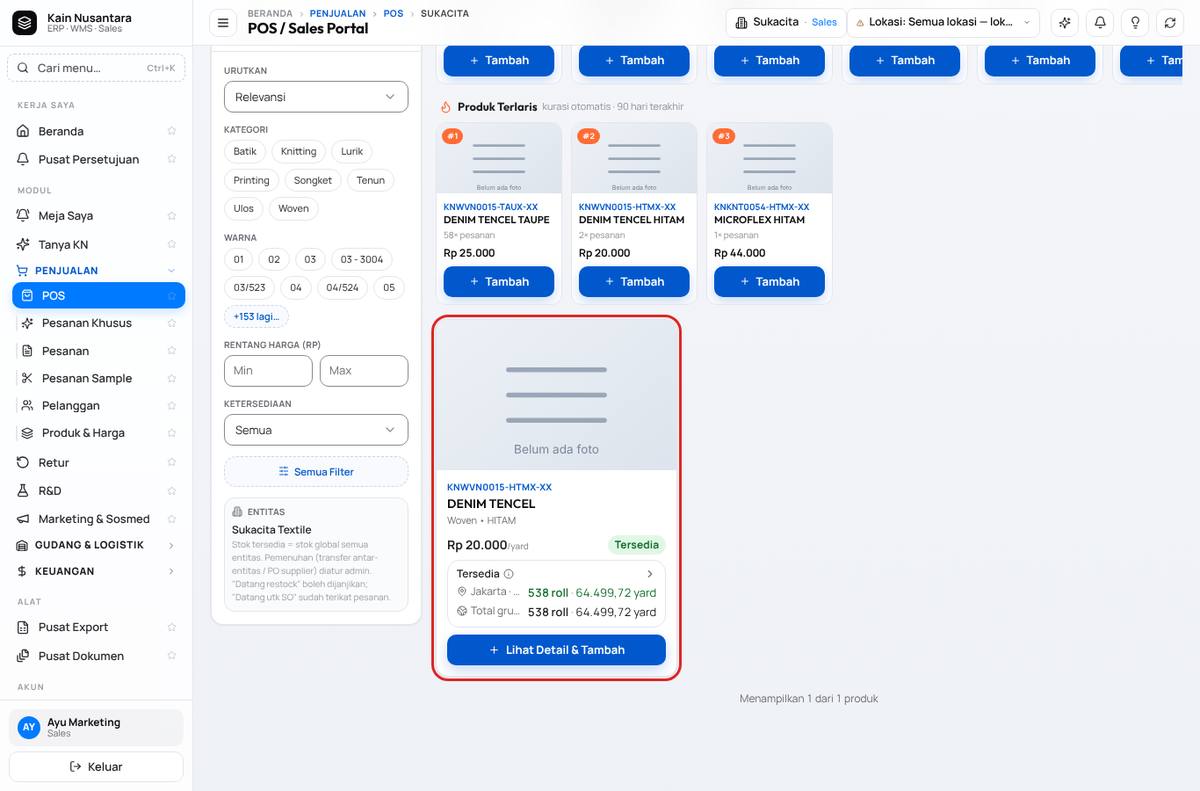 Kain Nusantara
ERP · WMS · Sales
Cari menu...
Ctrl+K
KERJA SAYA
Beranda
Pusat Persetujuan
MODUL
Meja Saya
Tanya KN
PENJUALAN
POS
Pesanan Khusus
Pesanan
Pesanan Sample
Pelanggan
Produk & Harga
Retur
R&D
Marketing & Sosmed
GUDANG & LOGISTIK
KEUANGAN
ALAT
Pusat Export
Pusat Dokumen
AKUN
AY
Ayu Marketing
Sales
Keluar
BERANDA > PENJUALAN > POS > SUKACITA
POS / Sales Portal
Sukacita · Sales
Lokasi: Semua lokasi — lok...
URUTKAN
Relevansi
KATEGORI
Batik Knitting Lurik
Printing Songket Tenun
Ulos Woven
WARNA
01 02 03 03 - 3004
03/523 04 04/524 05
+153 lagi...
RENTANG HARGA (RP)
Min Max
KETERSEDIAAN
Semua
Semua Filter
ENTITAS
Sukacita Textile
Stok tersedia = stok global semua
entitas. Pemenuhan (transfer antar-
entitas / PO supplier) diatur admin.
"Datang restock" boleh dijanjikan;
"Datang utk SO" sudah terikat pesanan.
+ Tambah + Tambah + Tambah + Tambah + Tambah + Tam
Produk Terlaris kurasi otomatis · 90 hari terakhir
#1
Belum ada foto
KNWVN0015-TAUX-XX
DENIM TENCEL TAUPE
58× pesanan
Rp 25.000
+ Tambah
#2
Belum ada foto
KNWVN0015-HTMX-XX
DENIM TENCEL HITAM
2× pesanan
Rp 20.000
+ Tambah
#3
Belum ada foto
KNKNT0054-HTMX-XX
MICROFLEX HITAM
1× pesanan
Rp 44.000
+ Tambah
Belum ada foto
KNWVN0015-HTMX-XX
DENIM TENCEL
Woven • HITAM
Rp 20.000/yard
Tersedia
Tersedia
Jakarta · ... 538 roll · 64.499,72 yard
Total gru... 538 roll · 64.499,72 yard
+ Lihat Detail & Tambah
Menampilkan 1 dari 1 produk